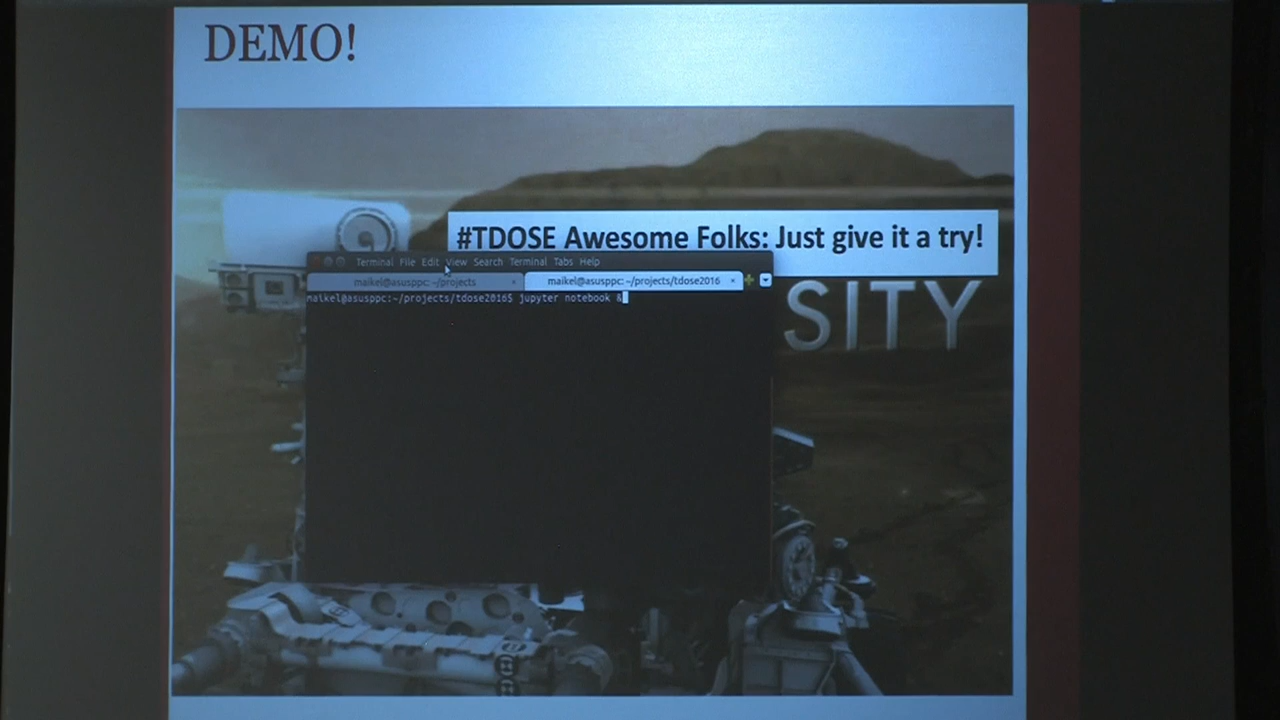 DEMO!
#TDOSE Awesome Folks: Just give it a try!
SITY
Terminal File Edit View Search Terminal Tabs Help
maikel@asusppc: ~/projects × maikel@asusppc: ~/projects/tdose2016 ×
maikel@asusppc:~/projects/tdose2016$ jupyter notebook &